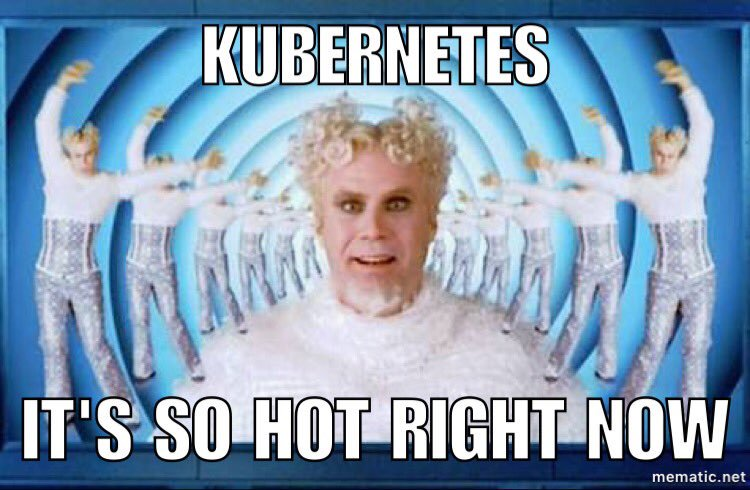 KUBERNETES
IT'S SO HOT RIGHT NOW
mematic.net